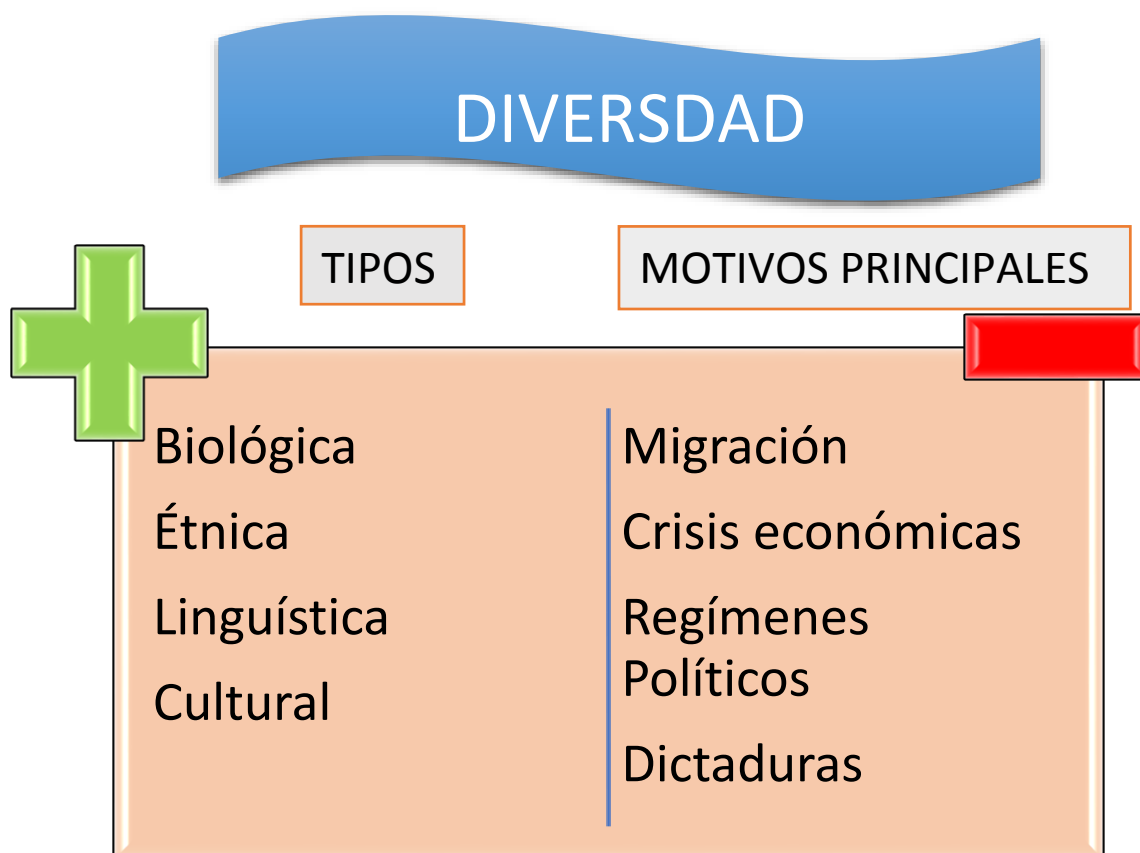 DIVERSDAD
TIPOS
MOTIVOS PRINCIPALES
Biológica
Étnica
Linguística
Cultural
Migración
Crisis económicas
Regímenes
Políticos
Dictaduras